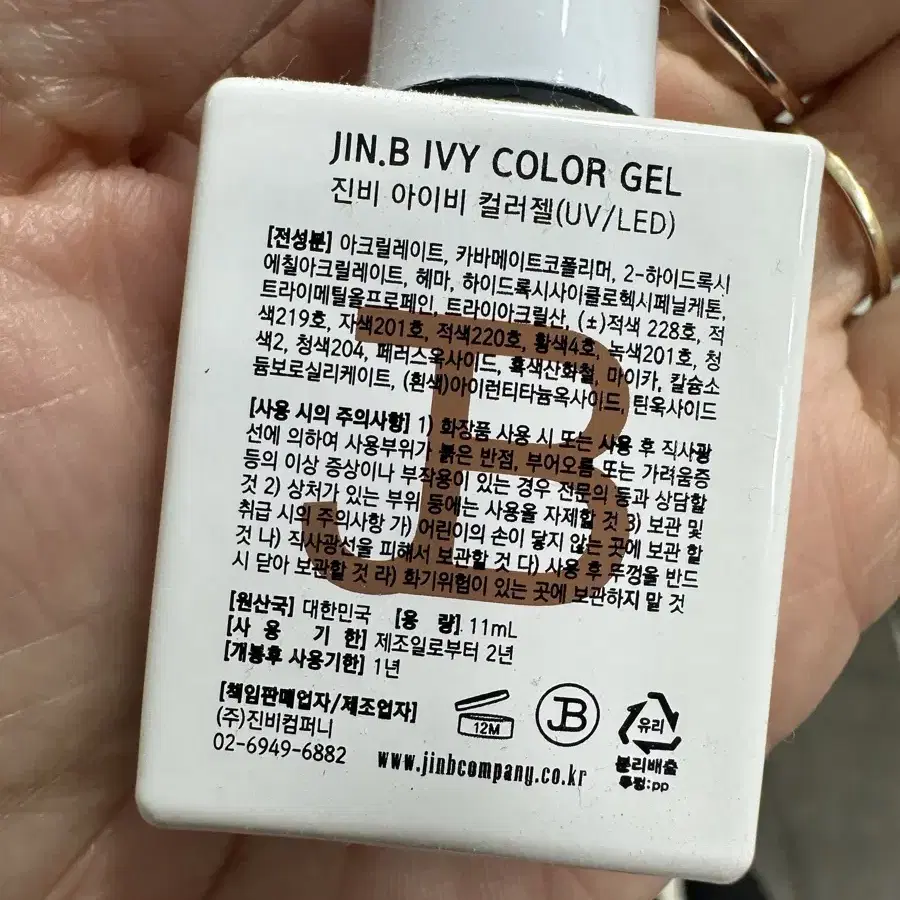 JIN.B IVY COLOR GEL
진비 아이비 컬러젤(UV/LED)
[전성분] 아크릴레이트, 카바메이트코폴리머, 2-하이드록시
에칠아크릴레이트, 헤마, 하이드록시사이클로헥시페닐케톤,
트라이메틸올프로페인, 트라이아크릴산, (±)적색 228호, 적
색219호, 자색201호, 적색220호, 황색4호, 녹색201호, 청
색2, 청색204, 페러스옥사이드, 흑색산화철, 마이카, 칼슘소
듐보로실리케이트, (흰색)아이런티타늄옥사이드, 틴옥사이드
[사용 시의 주의사항] 1) 화장품 사용 시 또는 사용 후 직사광
선에 의하여 사용부위가 붉은 반점, 부어오름 또는 가려움증
등의 이상 증상이나 부작용이 있는 경우 전문의 등과 상담할
것 2) 상처가 있는 부위 등에는 사용을 자제할 것 3) 보관 및
취급 시의 주의사항 가) 어린이의 손이 닿지 않는 곳에 보관 할
것 나) 직사광선을 피해서 보관할 것 다) 사용 후 뚜껑을 반드
시 닫아 보관할 것 라) 화기위험이 있는 곳에 보관하지 말 것
[원산국] 대한민국 [용 량] 11mL
[사 용 기 한] 제조일로부터 2년
[개봉후 사용기한] 1년
[책임판매업자/제조업자]
(주)진비컴퍼니
02-6949-6882
www.jinbcompany.co.kr
12M
JB
유리
분리배출
뚜껑:pp
JB